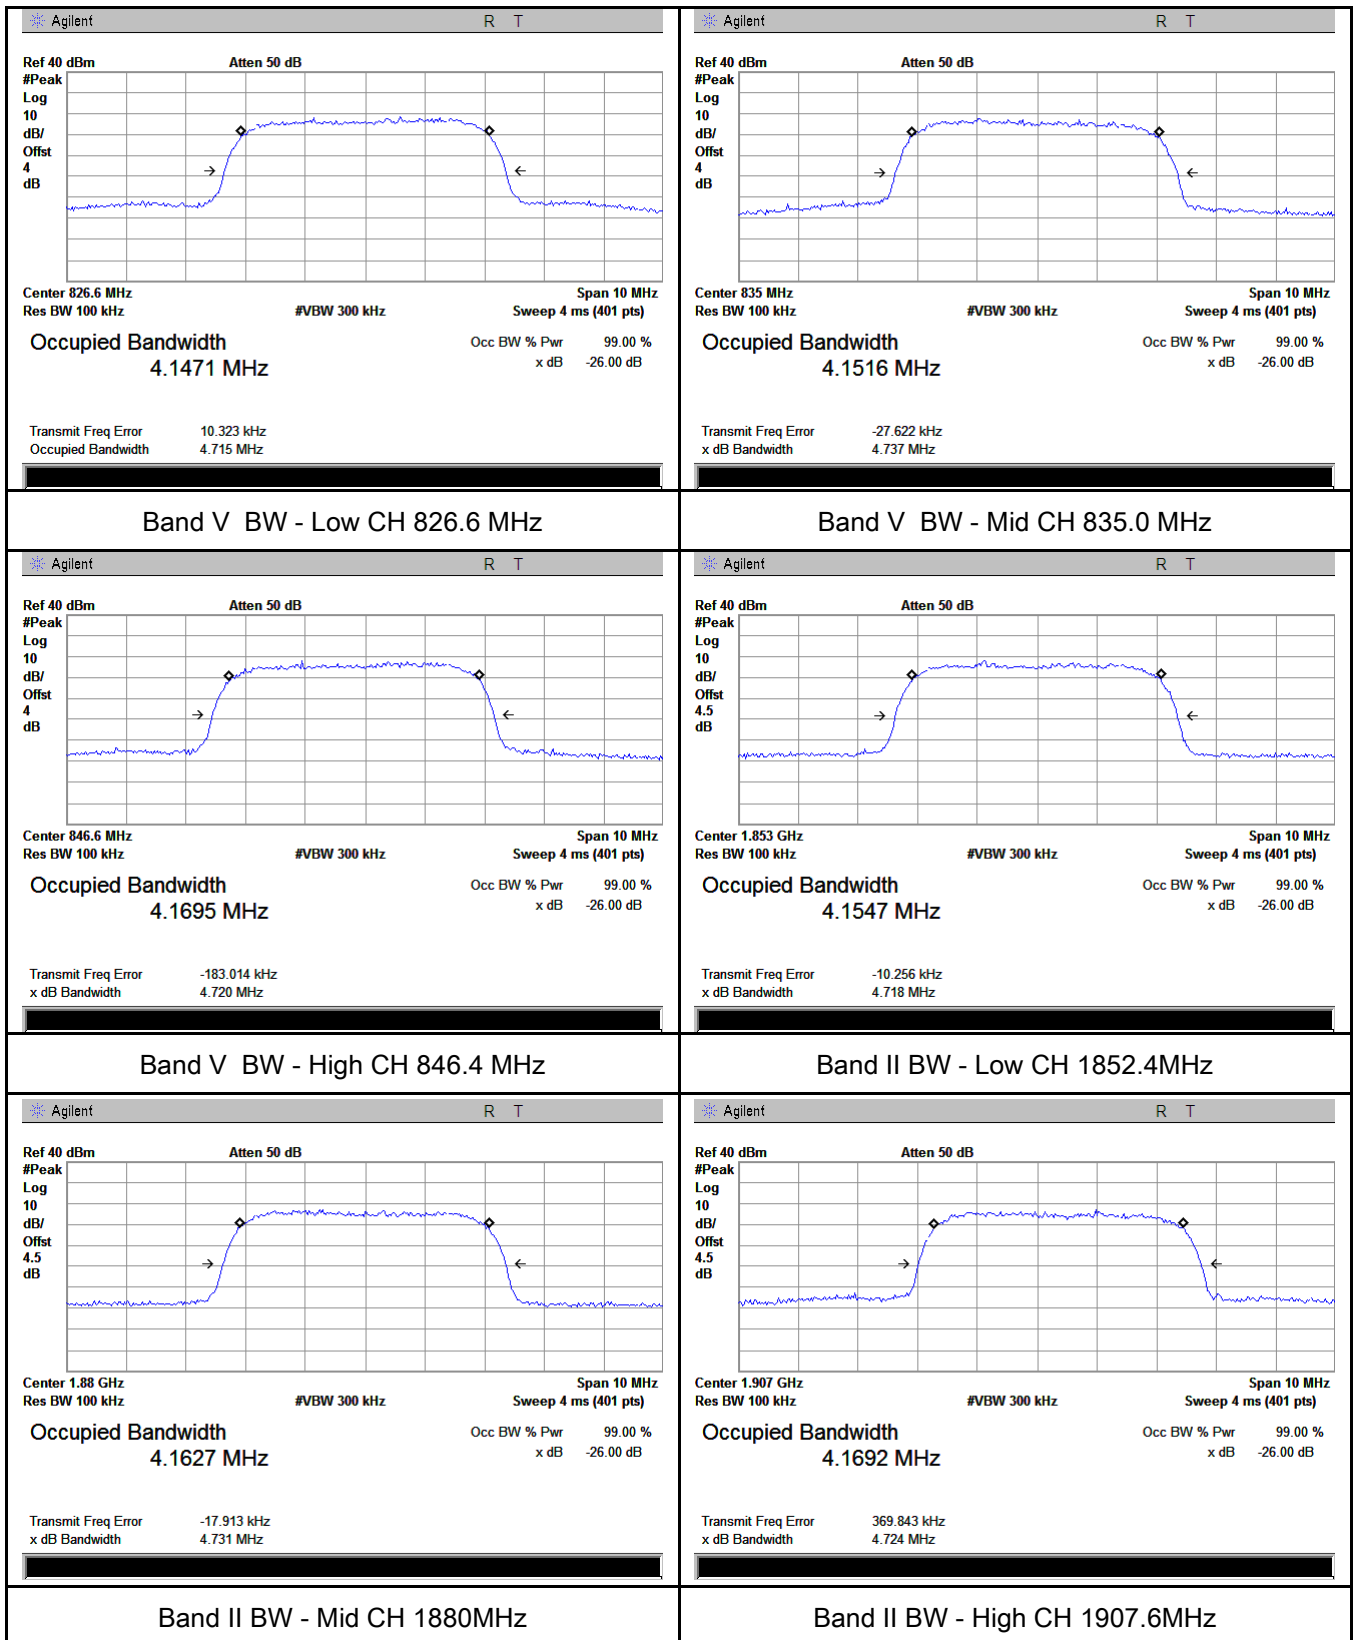 Agilent R T
Ref 40 dBm Atten 50 dB
#Peak
Log
10
dB/
Offst
4
dB
Center 826.6 MHz Span 10 MHz
Res BW 100 kHz #VBW 300 kHz Sweep 4 ms (401 pts)
Occupied Bandwidth Occ BW % Pwr 99.00 %
4.1471 MHz x dB -26.00 dB
Transmit Freq Error 10.323 kHz
Occupied Bandwidth 4.715 MHz
Band V BW - Low CH 826.6 MHz
Agilent R T
Ref 40 dBm Atten 50 dB
#Peak
Log
10
dB/
Offst
4
dB
Center 835 MHz Span 10 MHz
Res BW 100 kHz #VBW 300 kHz Sweep 4 ms (401 pts)
Occupied Bandwidth Occ BW % Pwr 99.00 %
4.1516 MHz x dB -26.00 dB
Transmit Freq Error -27.622 kHz
x dB Bandwidth 4.737 MHz
Band V BW - Mid CH 835.0 MHz
Agilent R T
Ref 40 dBm Atten 50 dB
#Peak
Log
10
dB/
Offst
4
dB
Center 846.6 MHz Span 10 MHz
Res BW 100 kHz #VBW 300 kHz Sweep 4 ms (401 pts)
Occupied Bandwidth Occ BW % Pwr 99.00 %
4.1695 MHz x dB -26.00 dB
Transmit Freq Error -183.014 kHz
x dB Bandwidth 4.720 MHz
Band V BW - High CH 846.4 MHz
Agilent R T
Ref 40 dBm Atten 50 dB
#Peak
Log
10
dB/
Offst
4.5
dB
Center 1.853 GHz Span 10 MHz
Res BW 100 kHz #VBW 300 kHz Sweep 4 ms (401 pts)
Occupied Bandwidth Occ BW % Pwr 99.00 %
4.1547 MHz x dB -26.00 dB
Transmit Freq Error -10.256 kHz
x dB Bandwidth 4.718 MHz
Band II BW - Low CH 1852.4MHz
Agilent R T
Ref 40 dBm Atten 50 dB
#Peak
Log
10
dB/
Offst
4.5
dB
Center 1.88 GHz Span 10 MHz
Res BW 100 kHz #VBW 300 kHz Sweep 4 ms (401 pts)
Occupied Bandwidth Occ BW % Pwr 99.00 %
4.1627 MHz x dB -26.00 dB
Transmit Freq Error -17.913 kHz
x dB Bandwidth 4.731 MHz
Band II BW - Mid CH 1880MHz
Agilent R T
Ref 40 dBm Atten 50 dB
#Peak
Log
10
dB/
Offst
4.5
dB
Center 1.907 GHz Span 10 MHz
Res BW 100 kHz #VBW 300 kHz Sweep 4 ms (401 pts)
Occupied Bandwidth Occ BW % Pwr 99.00 %
4.1692 MHz x dB -26.00 dB
Transmit Freq Error 369.843 kHz
x dB Bandwidth 4.724 MHz
Band II BW - High CH 1907.6MHz